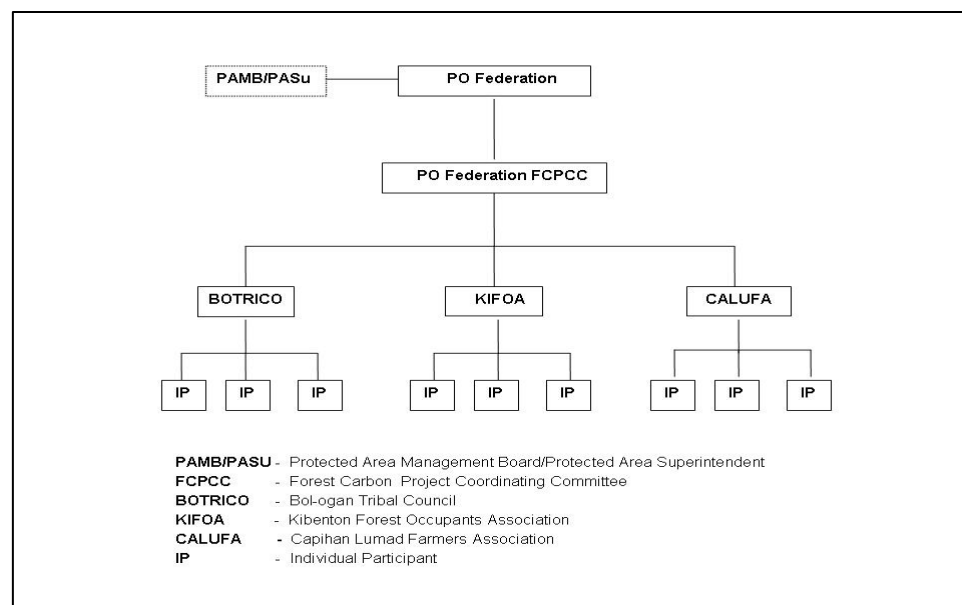 PAMB/PASu PO Federation
PO Federation FCPCC
BOTRICO KIFOA CALUFA
IP IP IP IP IP IP IP IP IP
PAMB/PASU - Protected Area Management Board/Protected Area Superintendent
FCPCC - Forest Carbon Project Coordinating Committee
BOTRICO - Bol-ogan Tribal Council
KIFOA - Kibenton Forest Occupants Association
CALUFA - Capihan Lumad Farmers Association
IP - Individual Participant